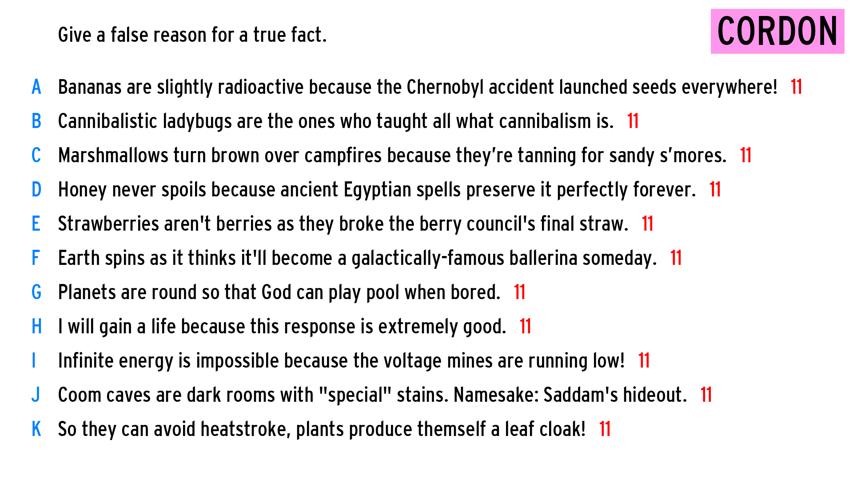 Give a false reason for a true fact.
CORDON
A Bananas are slightly radioactive because the Chernobyl accident launched seeds everywhere! 11
B Cannibalistic ladybugs are the ones who taught all what cannibalism is. 11
C Marshmallows turn brown over campfires because they’re tanning for sandy s’mores. 11
D Honey never spoils because ancient Egyptian spells preserve it perfectly forever. 11
E Strawberries aren't berries as they broke the berry council's final straw. 11
F Earth spins as it thinks it'll become a galactically-famous ballerina someday. 11
G Planets are round so that God can play pool when bored. 11
H I will gain a life because this response is extremely good. 11
I Infinite energy is impossible because the voltage mines are running low! 11
J Coom caves are dark rooms with "special" stains. Namesake: Saddam's hideout. 11
K So they can avoid heatstroke, plants produce themself a leaf cloak! 11